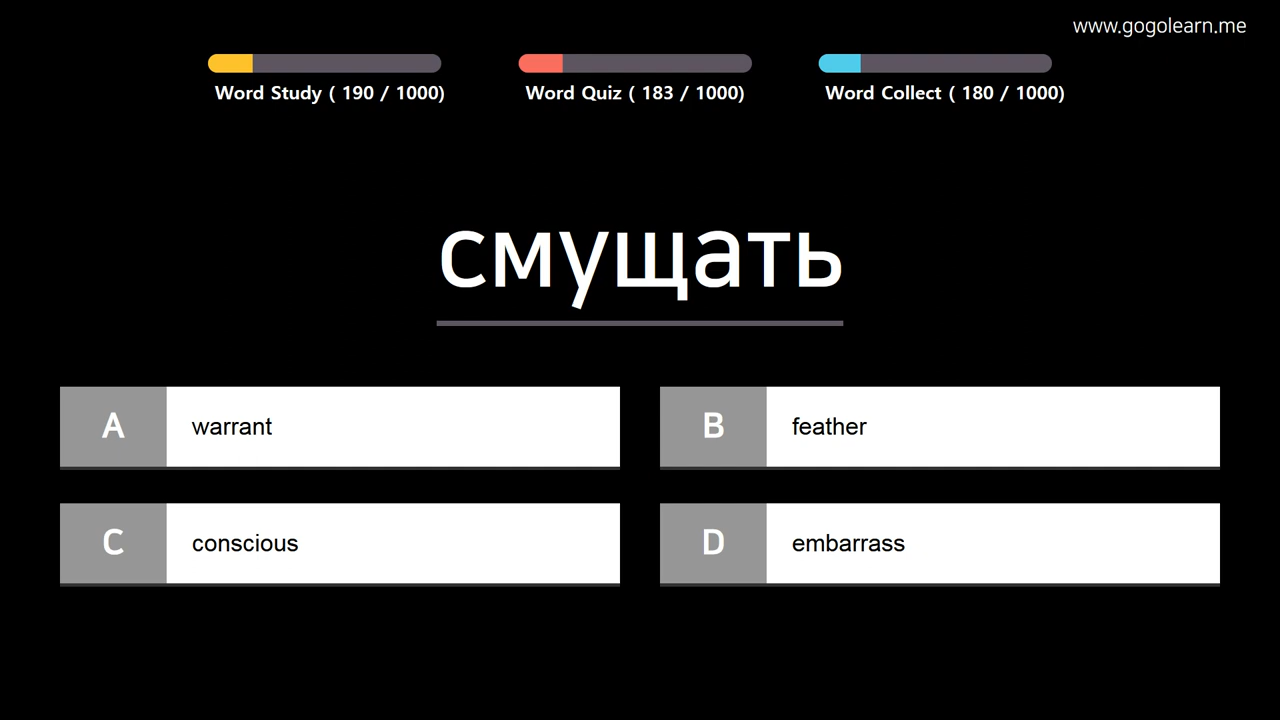 www.gogolearn.me
Word Study ( 190 / 1000)
Word Quiz ( 183 / 1000)
Word Collect ( 180 / 1000)
смущать
A warrant
B feather
C conscious
D embarrass